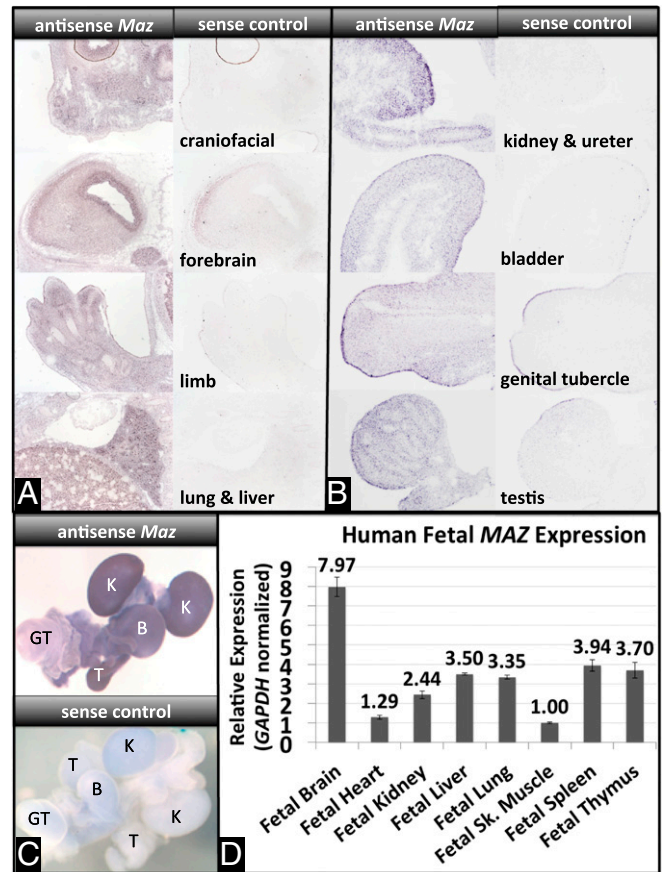 antisense Maz
sense control
craniofacial
forebrain
limb
lung & liver
A
antisense Maz
sense control
kidney & ureter
bladder
genital tubercle
testis
B
antisense Maz
K
K
GT
B
T
sense control
K
T
B
GT
K
T
C
Human Fetal MAZ Expression
Relative Expression
(GAPDH normalized)
9
8
7
6
5
4
3
2
1
0
7.97
1.29
2.44
3.50
3.35
1.00
3.94
3.70
Fetal Brain
Fetal Heart
Fetal Kidney
Fetal Liver
Fetal Lung
Fetal Sk. Muscle
Fetal Spleen
Fetal Thymus
D